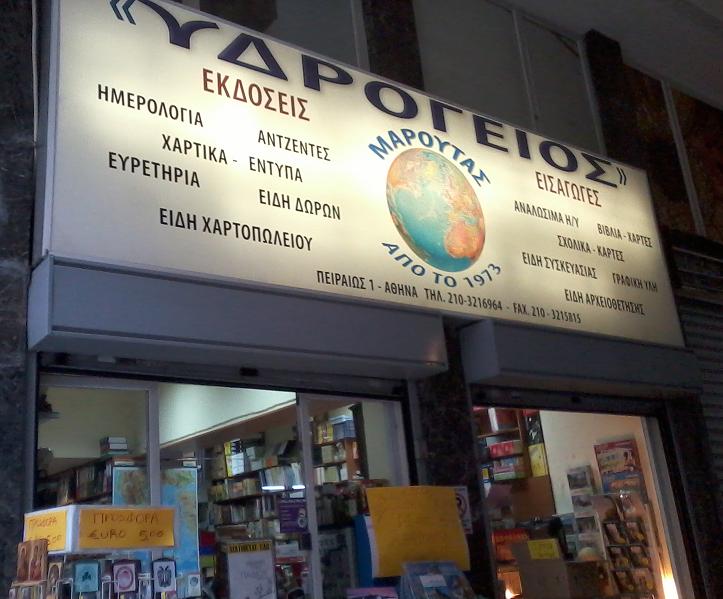 «ΥΔΡΟΓΕΙΟΣ»
ΕΚΔΟΣΕΙΣ
ΗΜΕΡΟΛΟΓΙΑ
ΑΝΤΖΕΝΤΕΣ
ΧΑΡΤΙΚΑ - ΕΝΤΥΠΑ
ΕΥΡΕΤΗΡΙΑ
ΕΙΔΗ ΔΩΡΩΝ
ΕΙΔΗ ΧΑΡΤΟΠΩΛΕΙΟΥ
ΜΑΡΟΥΤΑΣ
ΑΠΟ ΤΟ 1973
ΕΙΣΑΓΩΓΕΣ
ΑΝΑΛΩΣΙΜΑ Η/Υ ΒΙΒΛΙΑ - ΧΑΡΤΕΣ
ΣΧΟΛΙΚΑ - ΚΑΡΤΕΣ
ΕΙΔΗ ΣΥΣΚΕΥΑΣΙΑΣ ΓΡΑΦΙΚΗ ΥΛΗ
ΕΙΔΗ ΑΡΧΕΙΟΘΕΤΗΣΗΣ
ΠΕΙΡΑΙΩΣ 1 - ΑΘΗΝΑ ΤΗΛ. 210-3216964 - FAX. 210 - 3215815
ΠΡΟΣΦΟΡΑ
ΠΡΟΣΦΟΡΑ
EURO 5,00